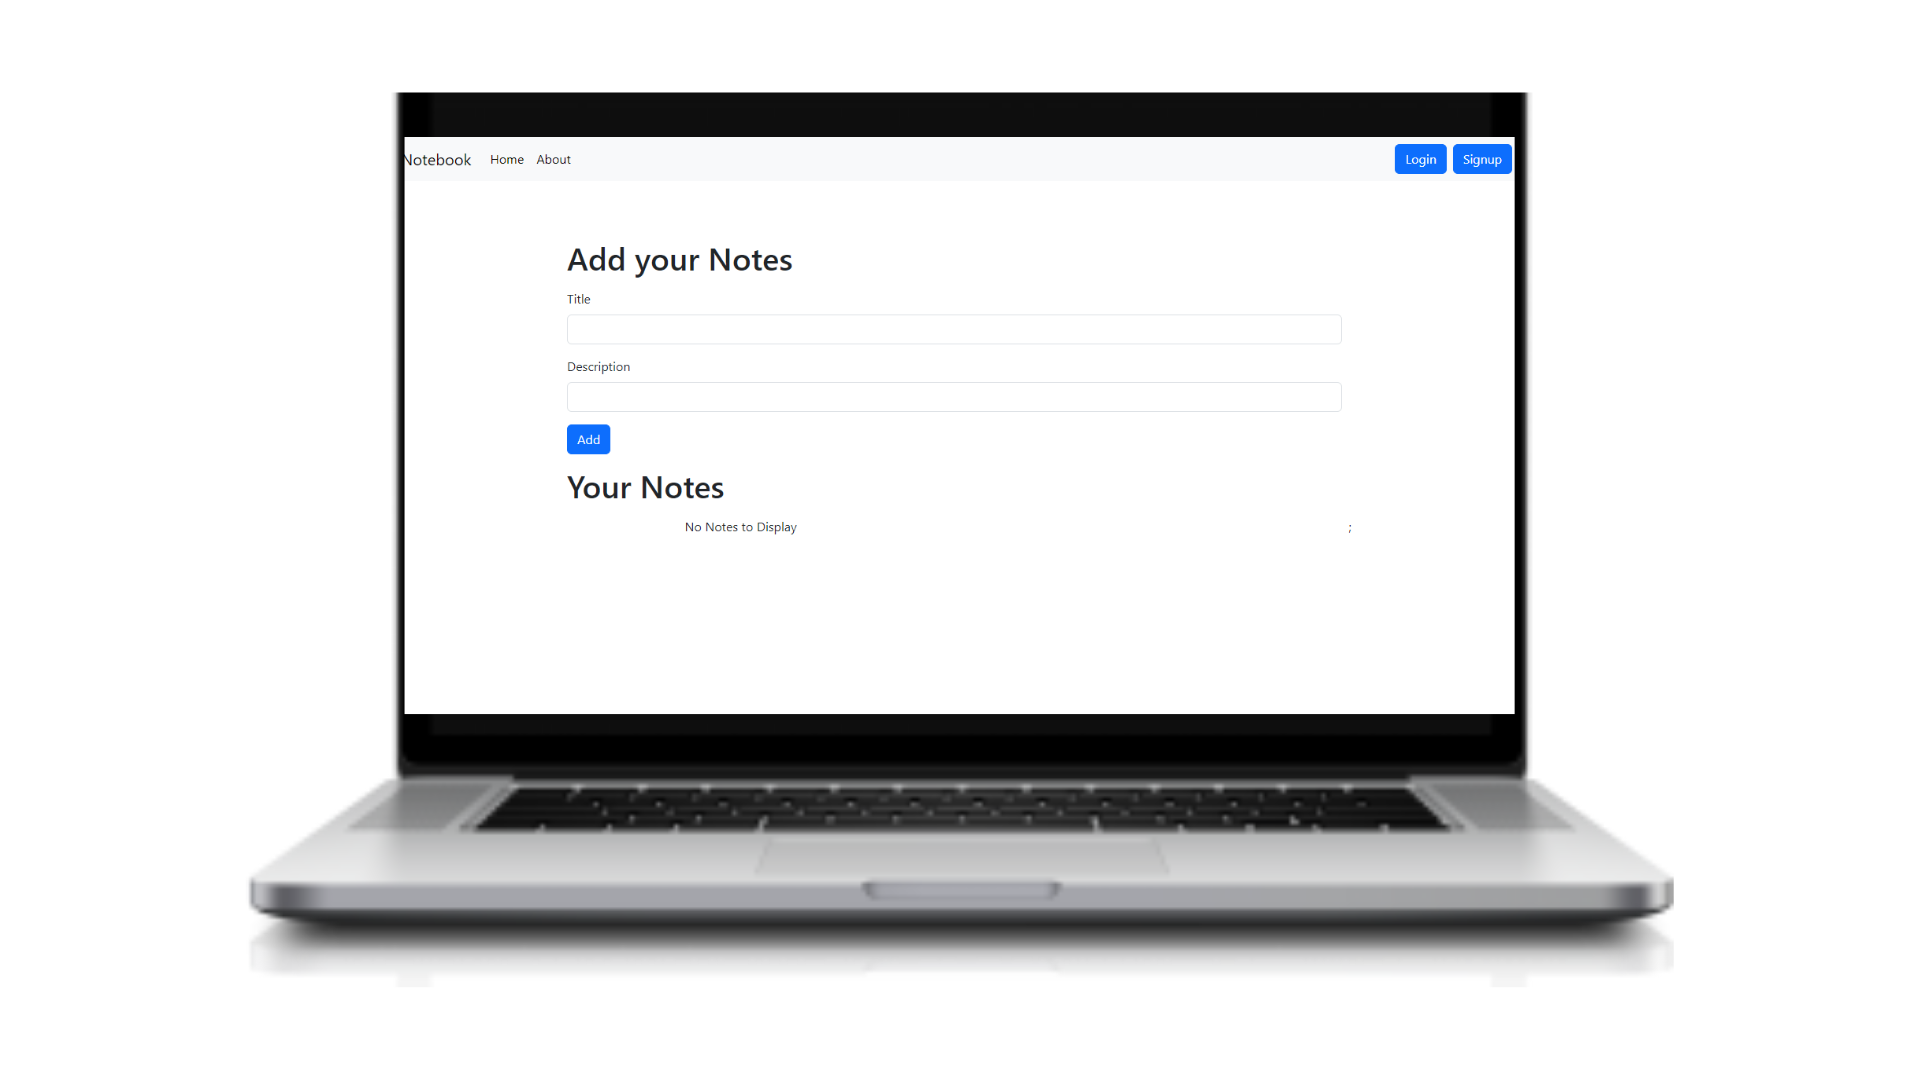 Notebook Home About Login Signup
Add your Notes
Title
Description
Add
Your Notes
No Notes to Display ;